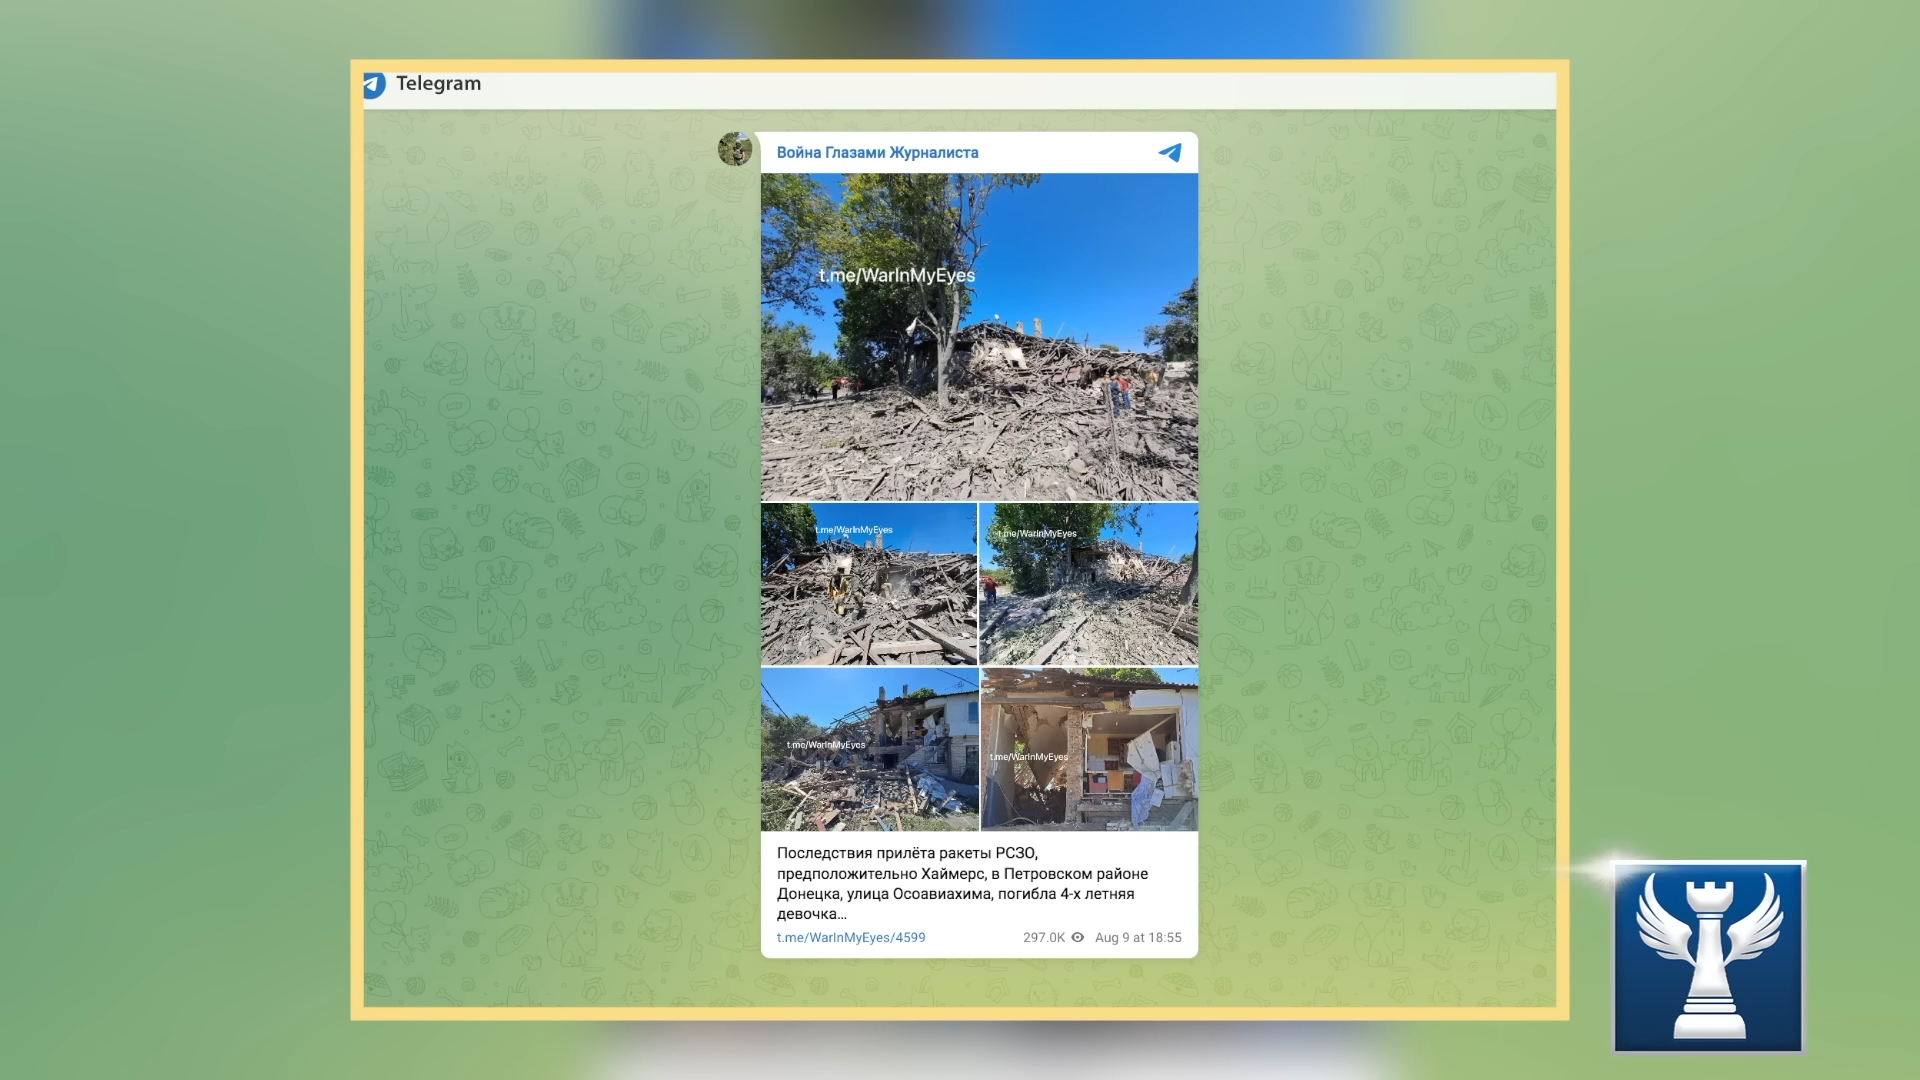 Telegram
Война Глазами Журналиста
t.me/WarInMyEyes
t.me/WarInMyEyes
t.me/WarInMyEyes
t.me/WarInMyEyes
t.me/WarInMyEyes
Последствия прилёта ракеты РСЗО,
предположительно Хаймерс, в Петровском районе
Донецка, улица Осоавиахима, погибла 4-х летняя
девочка...
t.me/WarInMyEyes/4599
297.0K Aug 9 at 18:55